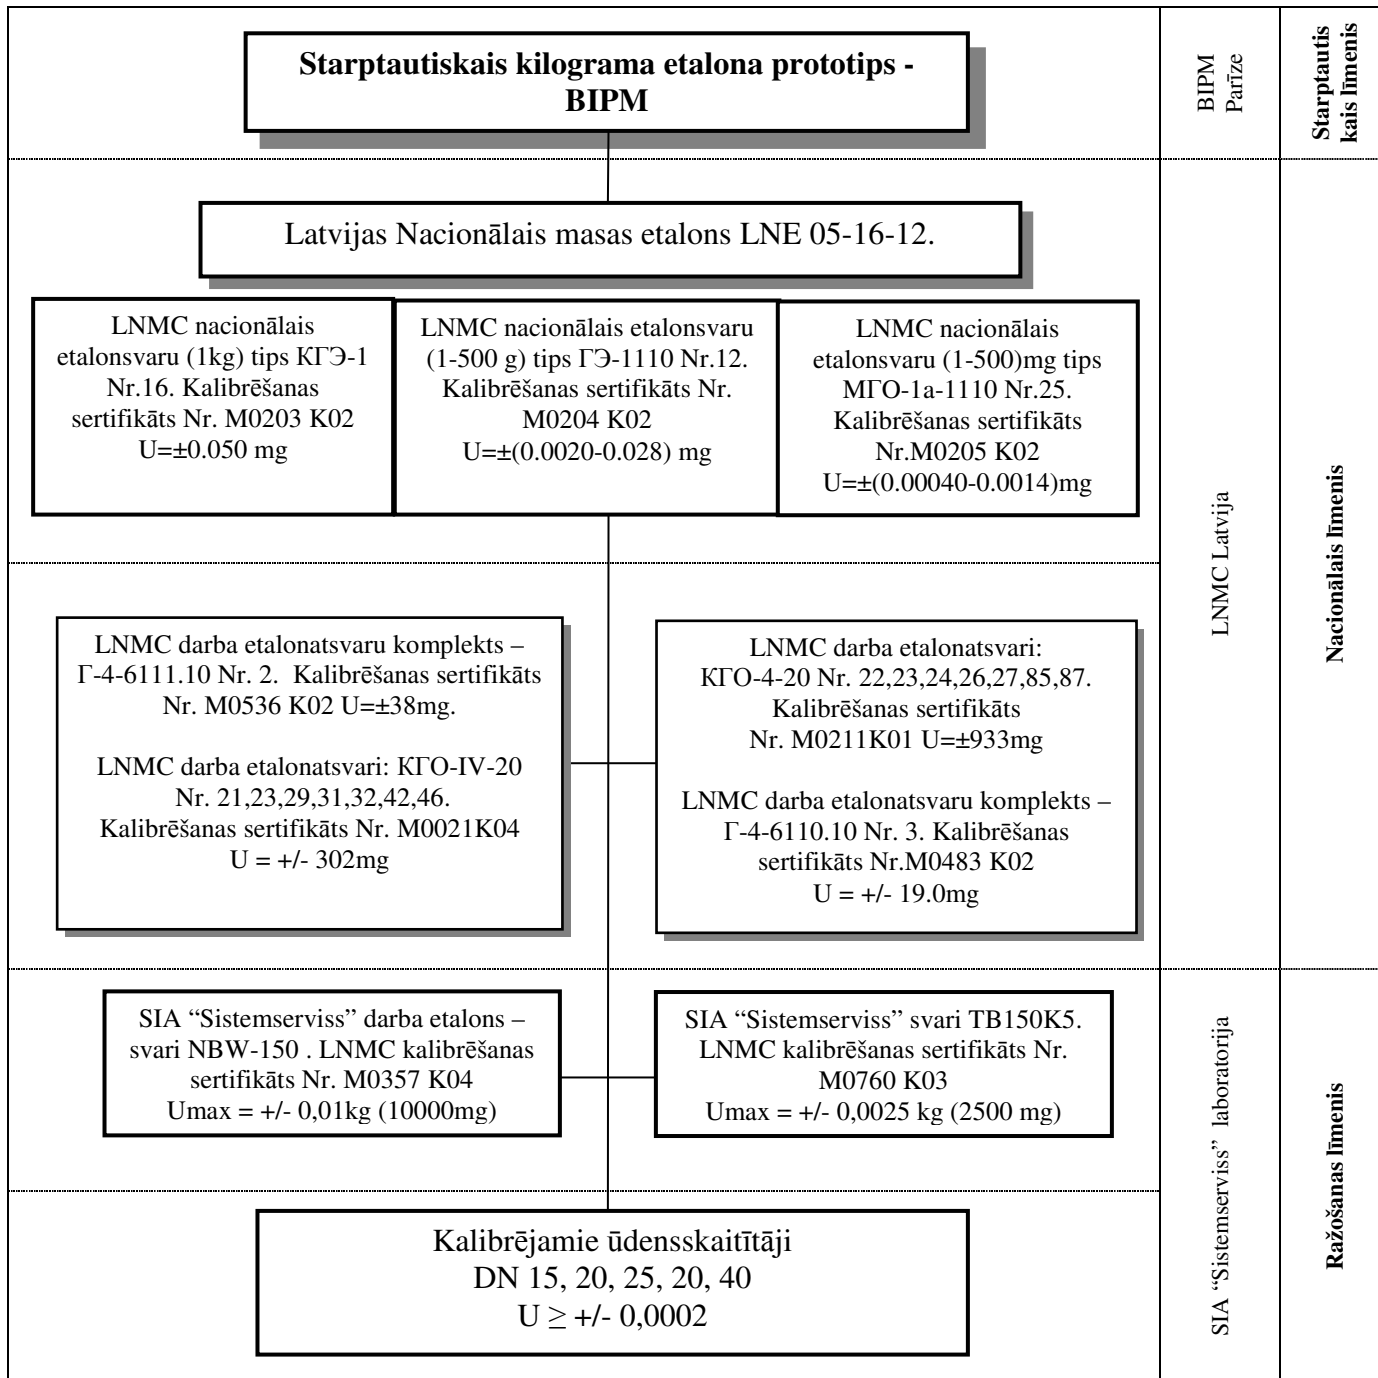 Starptautiskais kilograma etalona prototips -
BIPM
BIPM
Parīze
Starptautis
kais līmenis
Latvijas Nacionālais masas etalons LNE 05-16-12.
LNMC nacionālais
etalonsvaru (1kg) tips КГЭ-1
Nr.16. Kalibrēšanas
sertifikāts Nr. M0203 K02
U=±0.050 mg
LNMC nacionālais etalonsvaru
(1-500 g) tips ГЭ-1110 Nr.12.
Kalibrēšanas sertifikāts Nr.
M0204 K02
U=±(0.0020-0.028) mg
LNMC nacionālais
etalonsvaru (1-500)mg tips
МГО-1а-1110 Nr.25.
Kalibrēšanas sertifikāts
Nr.M0205 K02
U=±(0.00040-0.0014)mg
LNMC darba etalonatsvaru komplekts –
Г-4-6111.10 Nr. 2. Kalibrēšanas sertifikāts
Nr. M0536 K02 U=±38mg.
LNMC darba etalonatsvari: КГО-IV-20
Nr. 21,23,29,31,32,42,46.
Kalibrēšanas sertifikāts Nr. M0021K04
U = +/- 302mg
LNMC darba etalonatsvari:
КГО-4-20 Nr. 22,23,24,26,27,85,87.
Kalibrēšanas sertifikāts
Nr. M0211K01 U=±933mg
LNMC darba etalonatsvaru komplekts –
Г-4-6110.10 Nr. 3. Kalibrēšanas
sertifikāts Nr.M0483 K02
U = +/- 19.0mg
LNMC Latvija
Nacionālais līmenis
SIA “Sistemserviss” darba etalons –
svari NBW-150 . LNMC kalibrēšanas
sertifikāts Nr. M0357 K04
Umax = +/- 0,01kg (10000mg)
SIA “Sistemserviss” svari TB150K5.
LNMC kalibrēšanas sertifikāts Nr.
M0760 K03
Umax = +/- 0,0025 kg (2500 mg)
Kalibrējamie ūdensskaitītāji
DN 15, 20, 25, 20, 40
U ≥ +/- 0,0002
SIA “Sistemserviss” laboratorija
Ražošanas līmenis